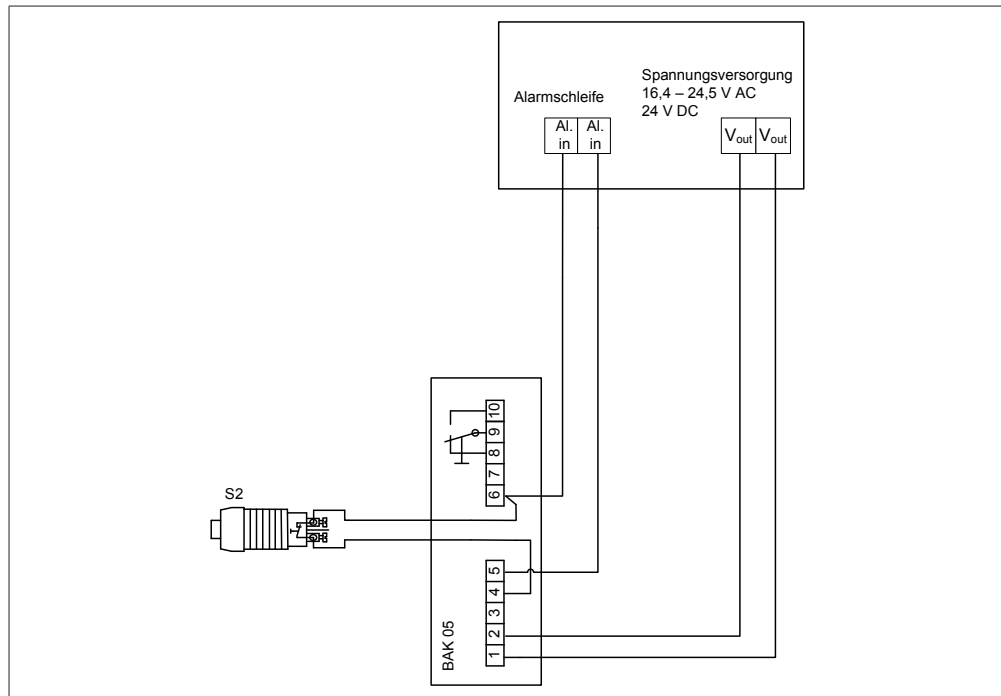 Spannungsversorgung
16,4 – 24,5 V AC
24 V DC
Alarmschleife
Al.
in
Al.
in
Vout
Vout
10
9
8
7
6
S2
5
4
3
2
1
BAK 05